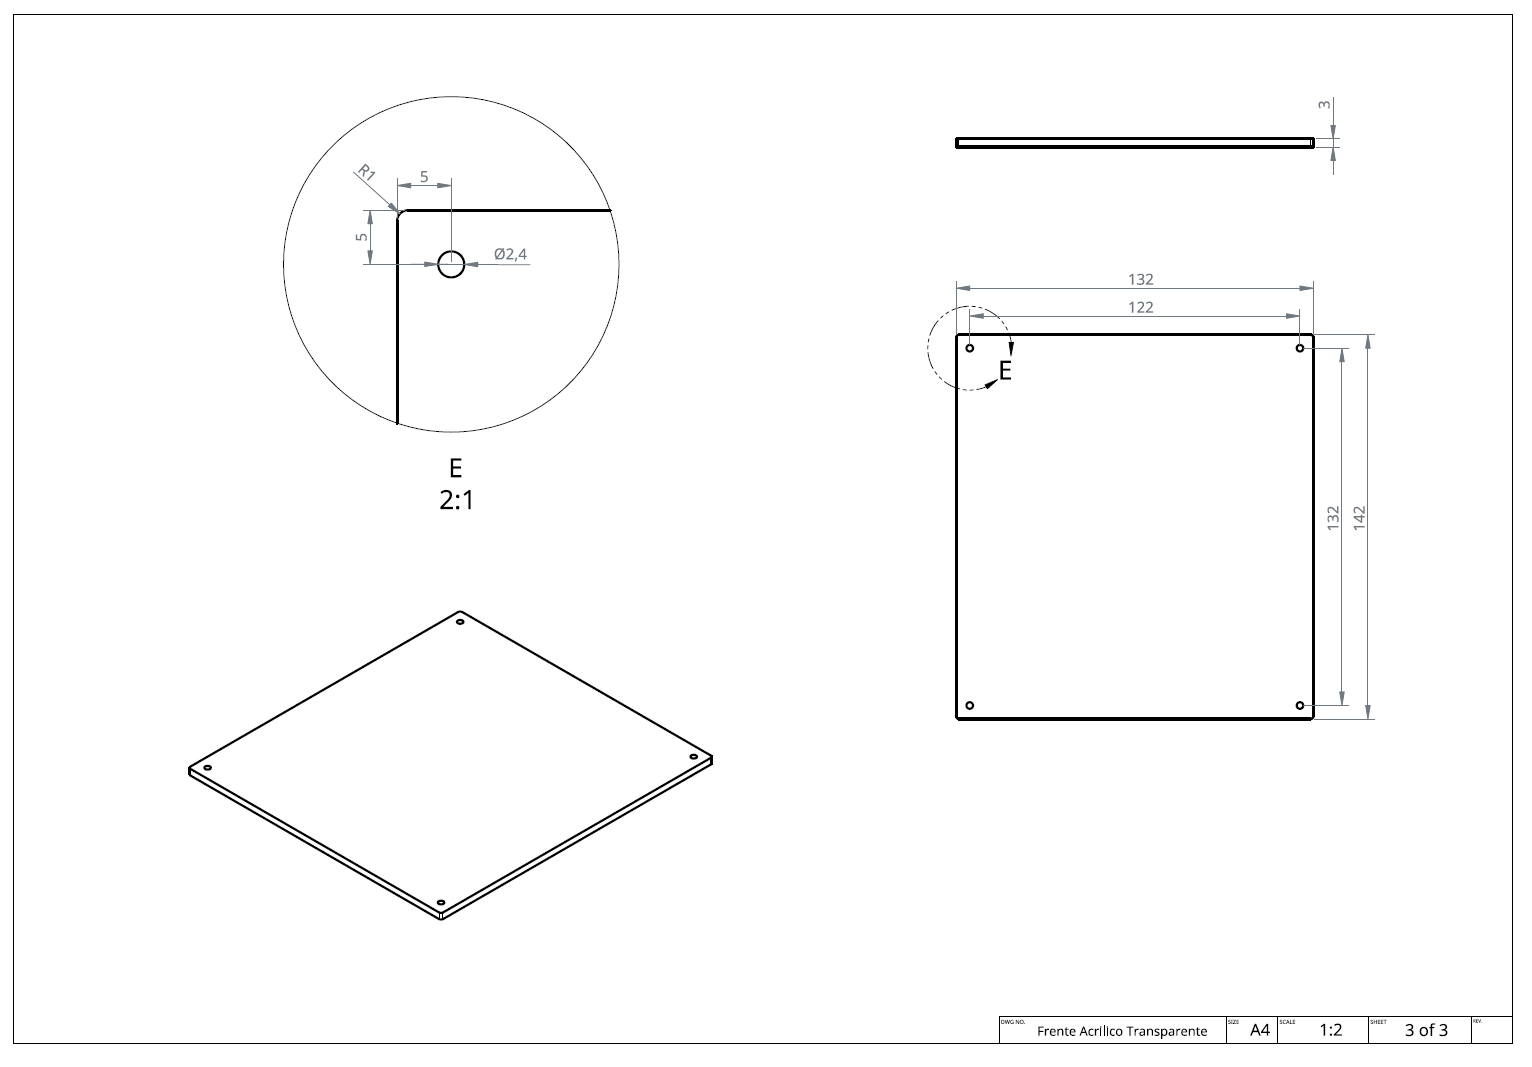 R1
5
5
Ø2,4
E
2:1
3
132
122
E
132
142
DWG NO.
Frente Acrílico Transparente
SIZE
A4
SCALE
1:2
SHEET
3 of 3
REV.